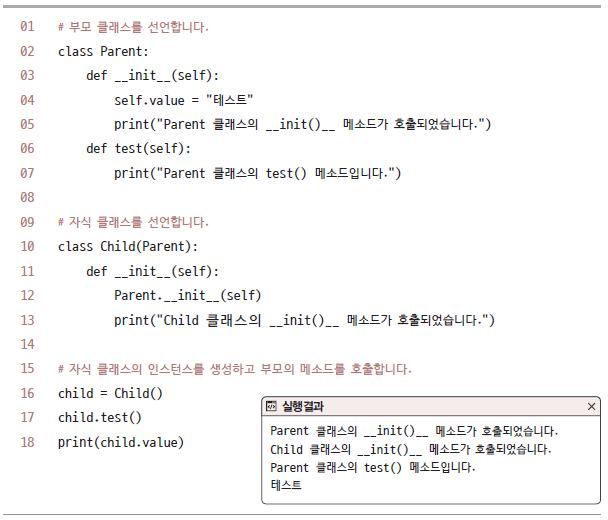 01 # 부모 클래스를 선언합니다.
02 class Parent:
03     def __init__(self):
04         self.value = "테스트"
05         print("Parent 클래스의 __init()__ 메소드가 호출되었습니다.")
06     def test(self):
07         print("Parent 클래스의 test() 메소드입니다.")
08
09 # 자식 클래스를 선언합니다.
10 class Child(Parent):
11     def __init__(self):
12         Parent.__init__(self)
13         print("Child 클래스의 __init()__ 메소드가 호출되었습니다.")
14
15 # 자식 클래스의 인스턴스를 생성하고 부모의 메소드를 호출합니다.
16 child = Child()
17 child.test()
18 print(child.value)
실행결과 ×
Parent 클래스의 __init()__ 메소드가 호출되었습니다.
Child 클래스의 __init()__ 메소드가 호출되었습니다.
Parent 클래스의 test() 메소드입니다.
테스트